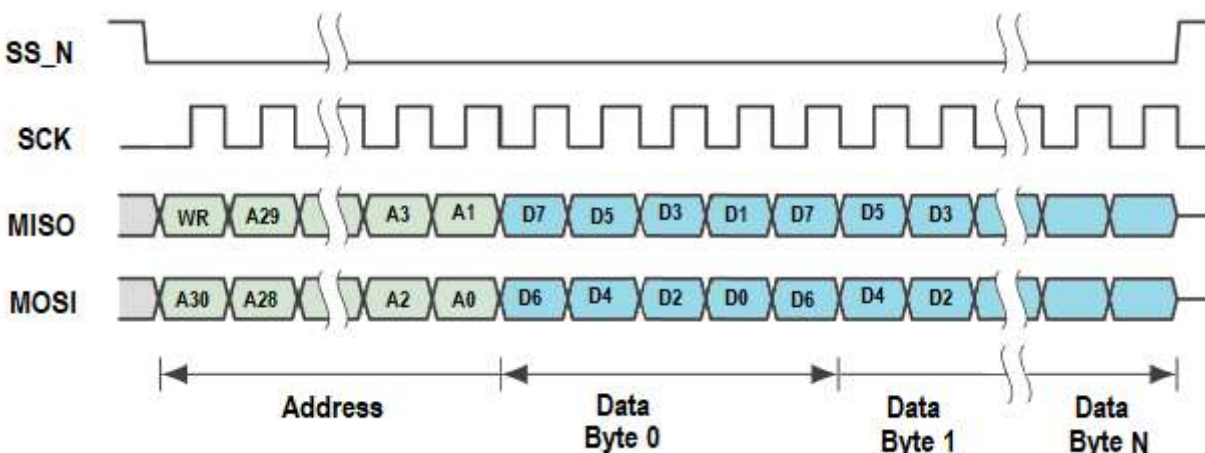 SS_N
SCK
MISO WR A29 A3 A1 D7 D5 D3 D1 D7 D5 D3
MOSI A30 A28 A2 A0 D6 D4 D2 D0 D6 D4 D2
Address Data Data Data
Byte 0 Byte 1 Byte N